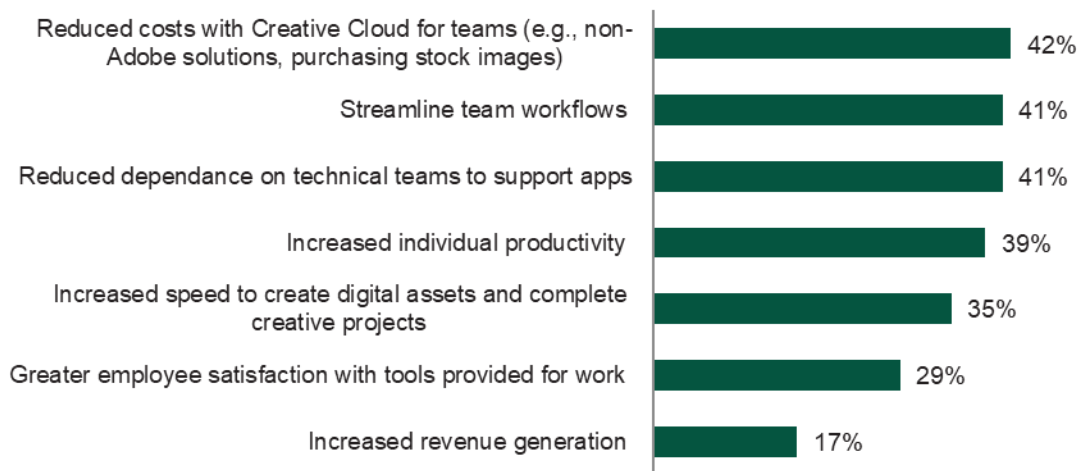 Reduced costs with Creative Cloud for teams (e.g., non-
Adobe solutions, purchasing stock images)
42%
Streamline team workflows
41%
Reduced dependance on technical teams to support apps
41%
Increased individual productivity
39%
Increased speed to create digital assets and complete
creative projects
35%
Greater employee satisfaction with tools provided for work
29%
Increased revenue generation
17%